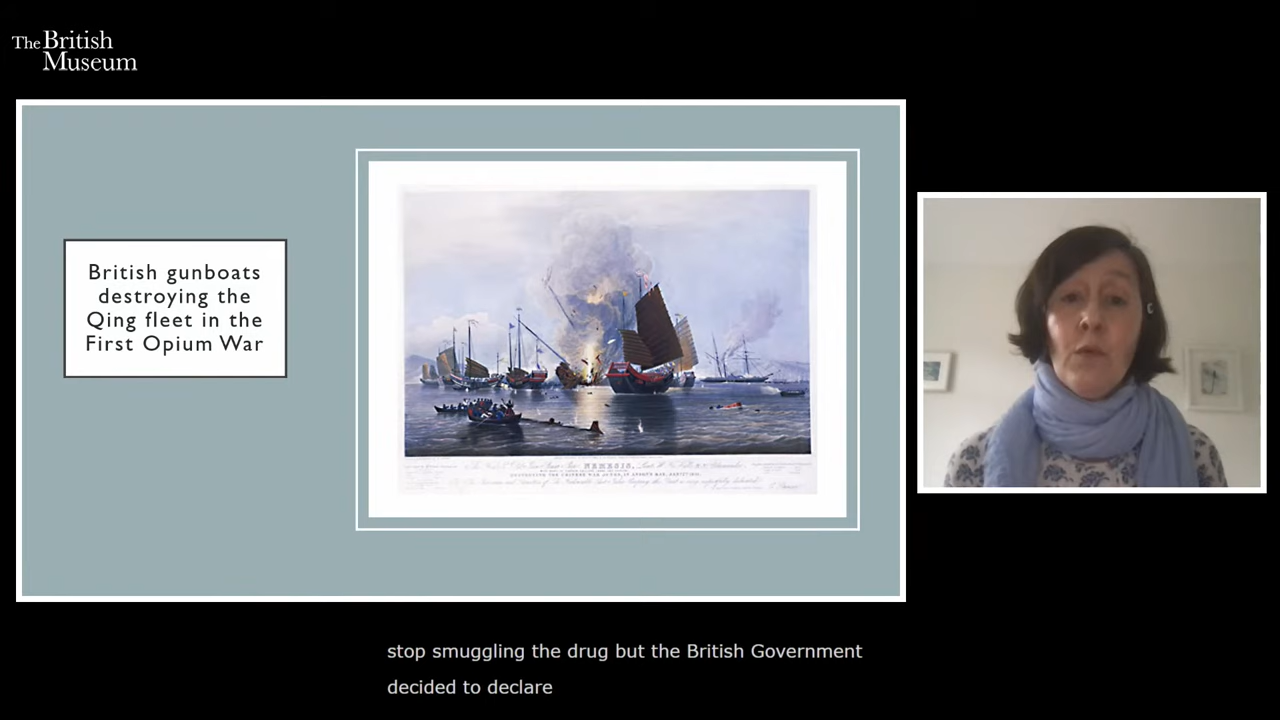 The British
Museum
British gunboats
destroying the
Qing fleet in the
First Opium War
NEMESIS,
stop smuggling the drug but the British Government
decided to declare